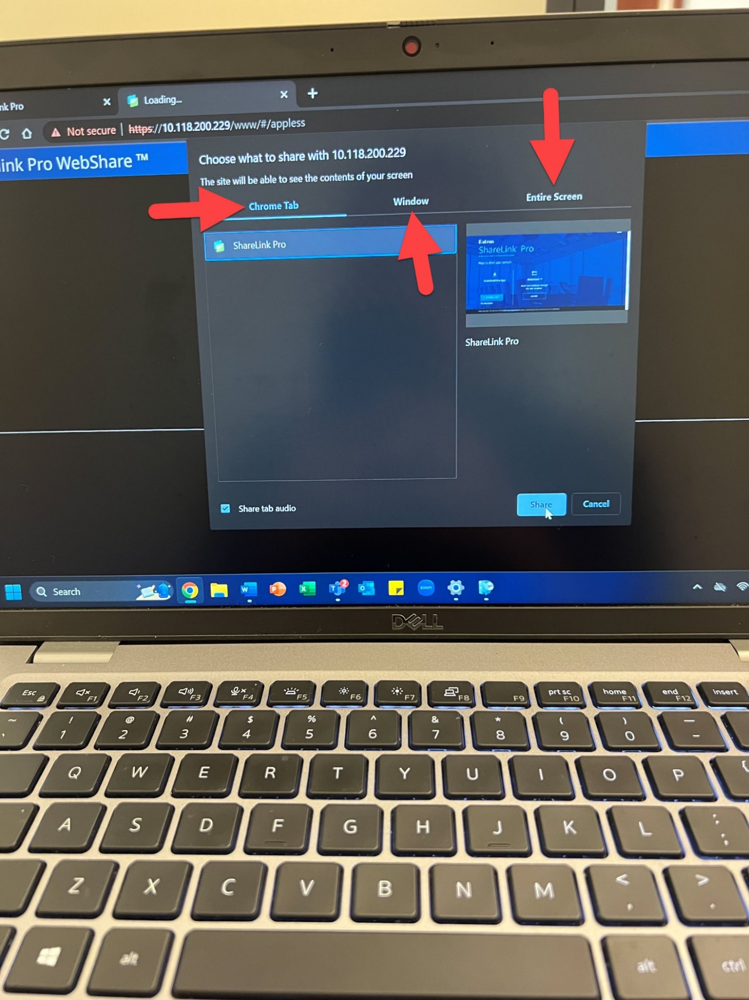 nk Pro
Loading...
Not secure | https://10.118.200.229/www/#/appless
link Pro WebShare ™
Choose what to share with 10.118.200.229
The site will be able to see the contents of your screen
Chrome Tab Window Entire Screen
ShareLink Pro
Extron
ShareLink Pro
ShareLink Pro
Share tab audio
Share Cancel
Search
W P X T 2 O zoom
DELL
Esc F1 F2 F3 F4 F5 F6 F7 F8 F9 prt sc F10 home F11 end F12 insert
~ ! @ # $ % ^ & * ( ) —
1 2 3 4 5 6 7 8 9 0 -
Q W E R T Y U I O P {
A S D F G H J K L : ;
Z X C V B N M < , > .
alt alt ctrl